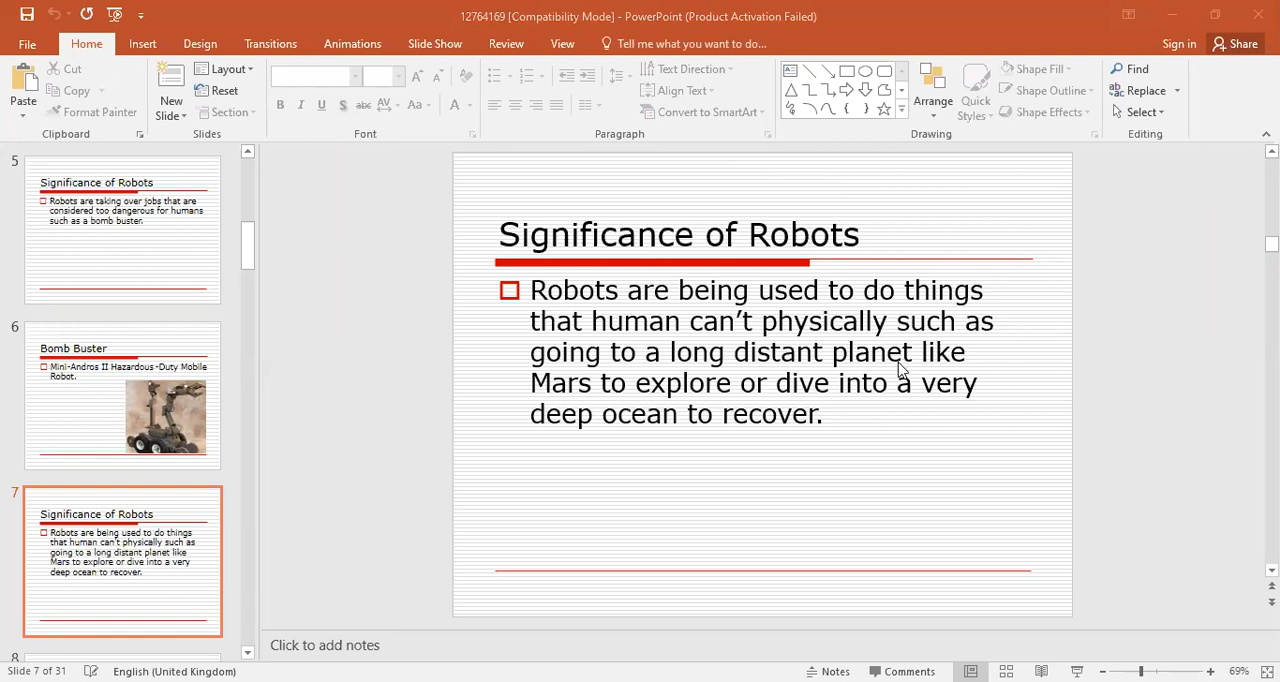 12764169 [Compatibility Mode] - PowerPoint (Product Activation Failed)
File Home Insert Design Transitions Animations Slide Show Review View Tell me what you want to do... Sign in Share
Paste
Cut
Copy
Format Painter
Clipboard
New Slide
Layout
Reset
Section
Slides
B I U S abc AV Aa A
Font
Text Direction
Align Text
Convert to SmartArt
Paragraph
Arrange
Quick Styles
Shape Fill
Shape Outline
Shape Effects
Drawing
Find
Replace
Select
Editing
5
Significance of Robots
Robots are taking over jobs that are
considered too dangerous for humans
such as a bomb buster.
6
Bomb Buster
Mini-Andros II Hazardous -Duty Mobile
Robot.
7
Significance of Robots
Robots are being used to do things
that human can't physically such as
going to a long distant planet like
Mars to explore or dive into a very
deep ocean to recover.
8
Significance of Robots
Robots are being used to do things
that human can’t physically such as
going to a long distant planet like
Mars to explore or dive into a very
deep ocean to recover.
Click to add notes
Slide 7 of 31 English (United Kingdom) Notes Comments 69%